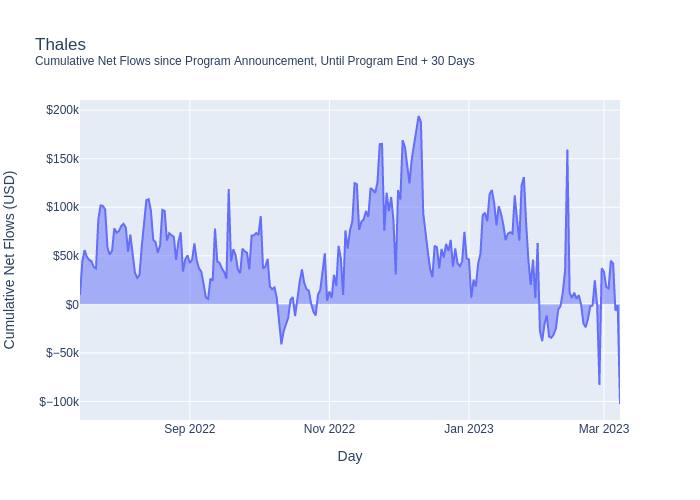 Thales
Cumulative Net Flows since Program Announcement, Until Program End + 30 Days
Cumulative Net Flows (USD)
$200k
$150k
$100k
$50k
$0
$−50k
$−100k
Sep 2022
Nov 2022
Jan 2023
Mar 2023
Day